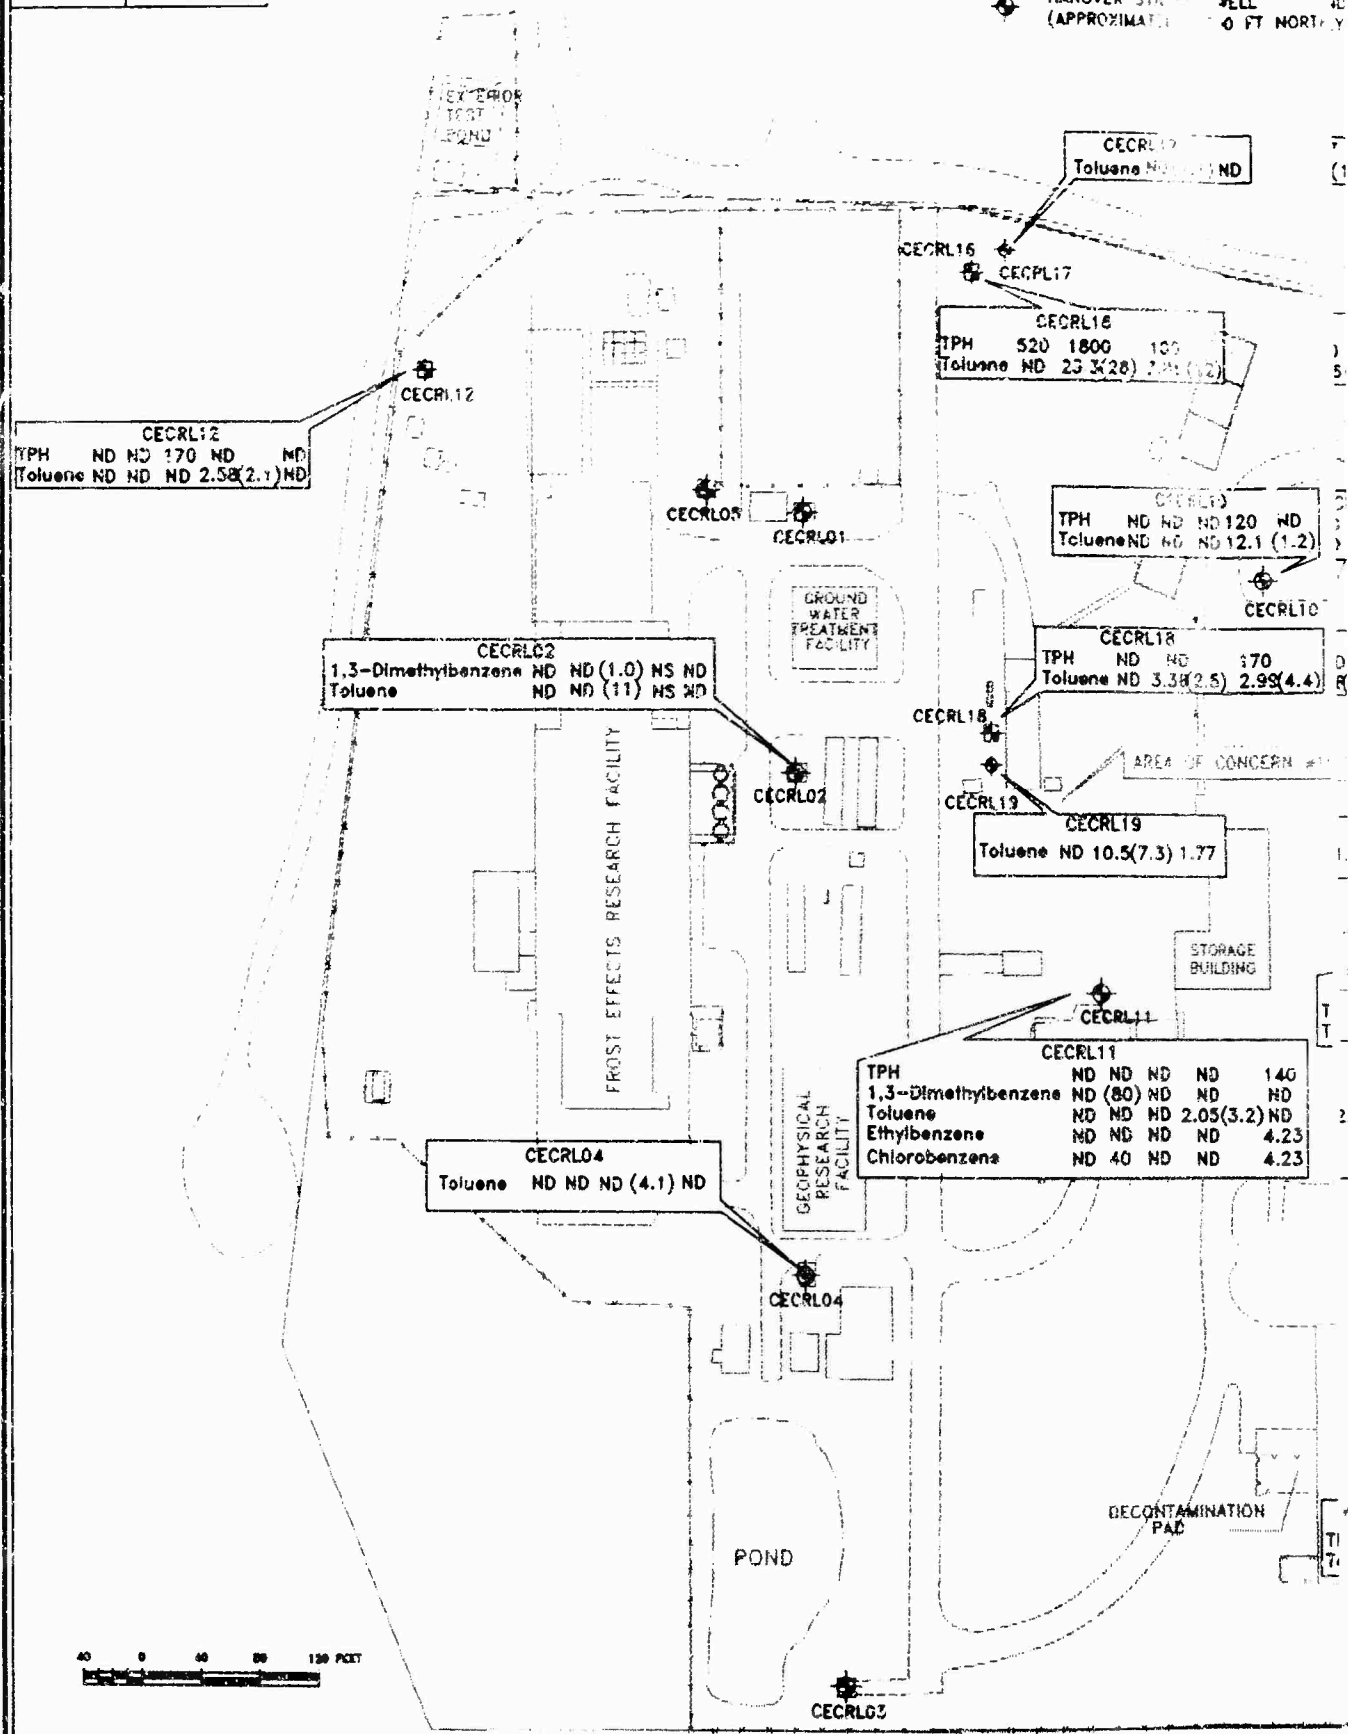 (APPROXIMAT
0 FT NORT
EXTERIOR
TEST
POND
Toluene ND
CECRL16
CECRL17
CECRL16
TPH 520 1800
Toluene ND 23.3(28)
CECRL12
CECRL12
TPH ND ND 170 ND ND
Toluene ND ND ND 2.58(2.1) ND
CECRL05
CECRL01
TPH ND ND ND 120 ND
Toluene ND ND ND 12.1 (1.2)
CECRL10
GROUND
WATER
TREATMENT
FACILITY
CECRL02
1,3-Dimethylbenzene ND ND (1.0) NS ND
Toluene ND ND (11) NS ND
CECRL18
TPH ND ND 170
Toluene ND 3.38(2.5) 2.99(4.4)
CECRL18
AREA OF CONCERN
CECRL02
CECRL19
CECRL19
Toluene ND 10.5(7.3) 1.77
FROST EFFECTS RESEARCH FACILITY
STORAGE
BUILDING
CECRL11
CECRL11
TPH ND ND ND ND 140
1,3-Dimethylbenzene ND (80) ND ND ND
Toluene ND ND ND 2.05(3.2) ND
Ethylbenzene ND ND ND ND 4.23
Chlorobenzene ND 40 ND ND 4.23
GEOPHYSICAL
RESEARCH
FACILITY
CECRL04
Toluene ND ND ND (4.1) ND
CECRL04
DECONTAMINATION
PAD
POND
40 0 40 80 120 FEET
CECRL03